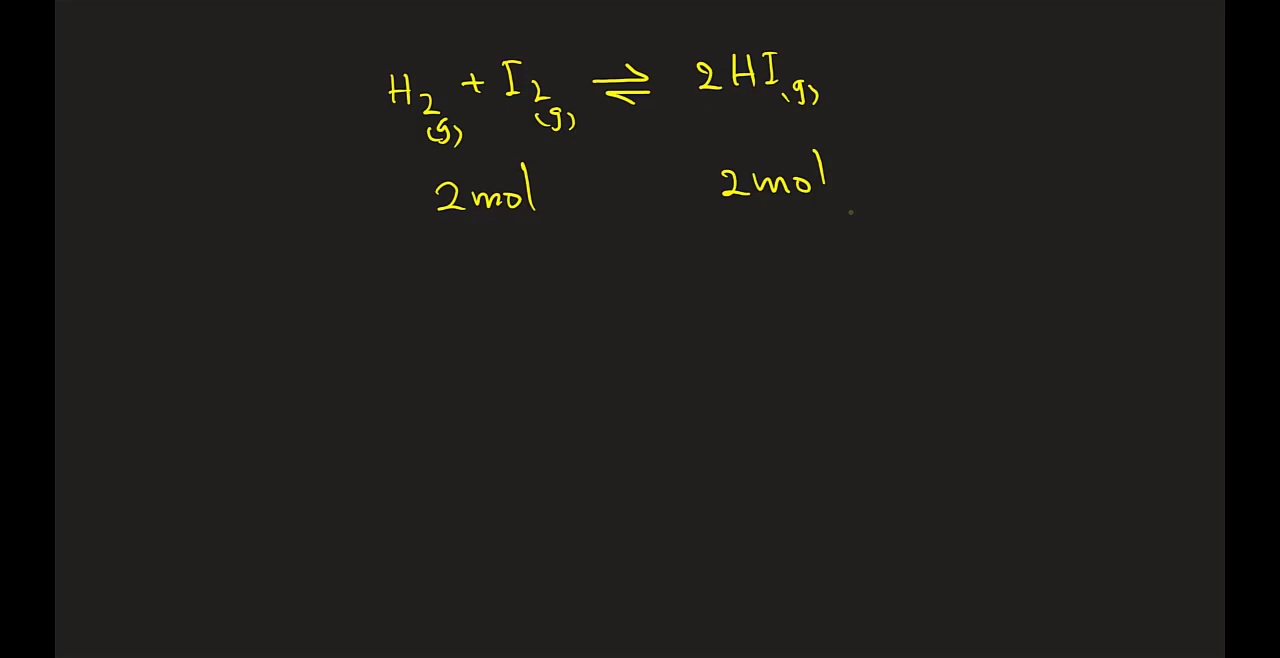 H₂(g) + I₂(g) ⇌ 2HI(g)
2mol 2mol